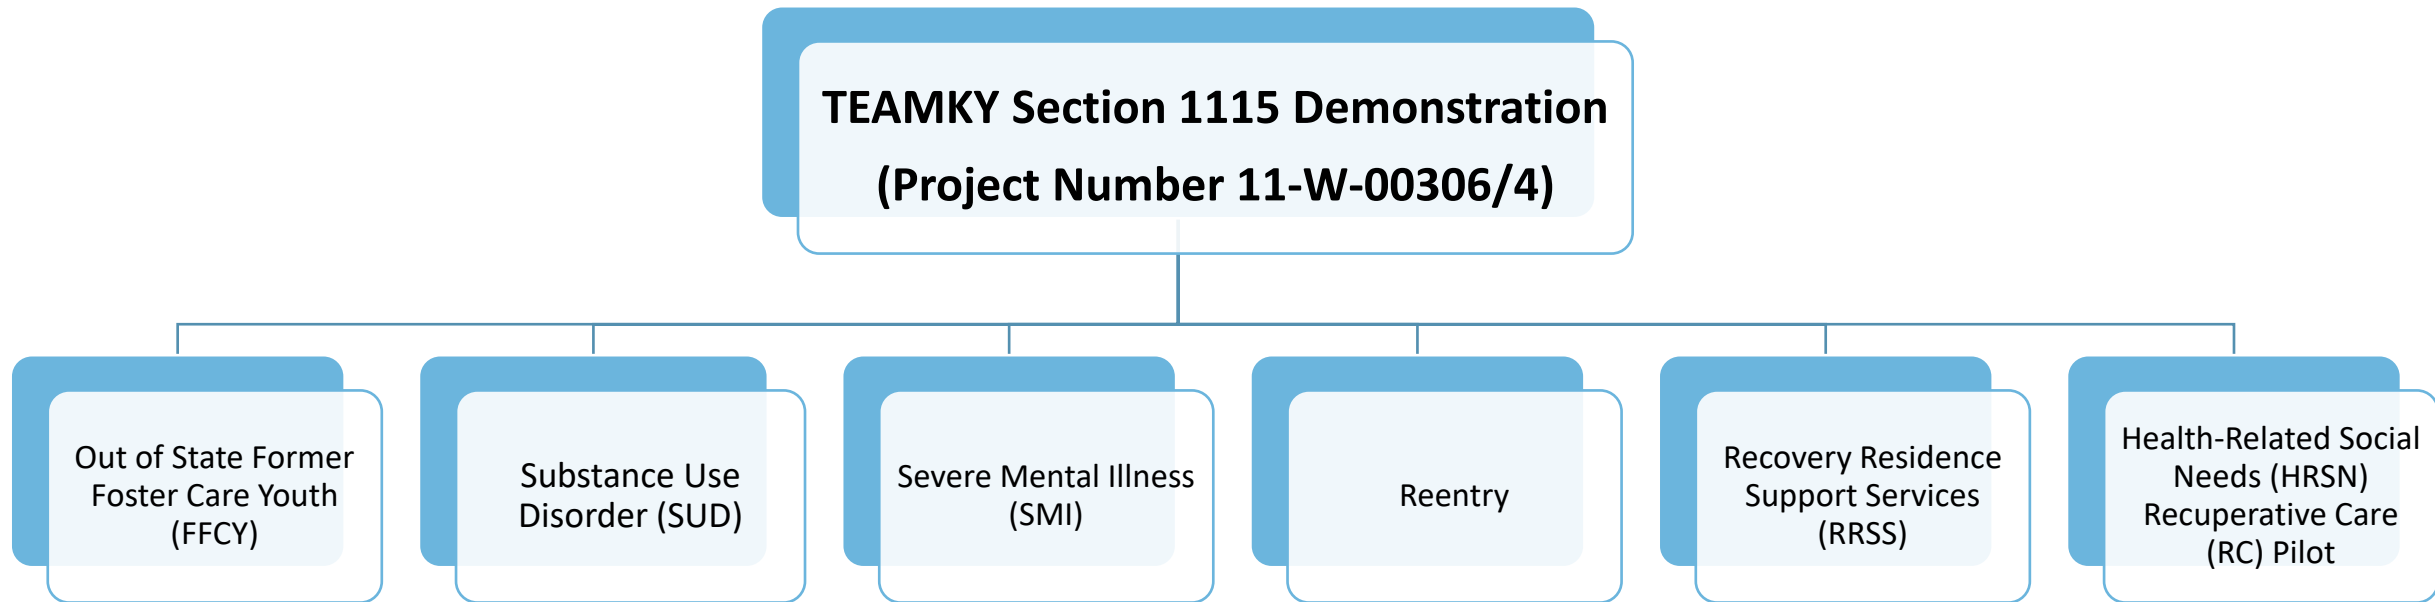 TEAMKY Section 1115 Demonstration
(Project Number 11-W-00306/4)
Out of State Former
Foster Care Youth
(FFCY)
Substance Use
Disorder (SUD)
Severe Mental Illness
(SMI)
Reentry
Recovery Residence
Support Services
(RRSS)
Health-Related Social
Needs (HRSN)
Recuperative Care
(RC) Pilot